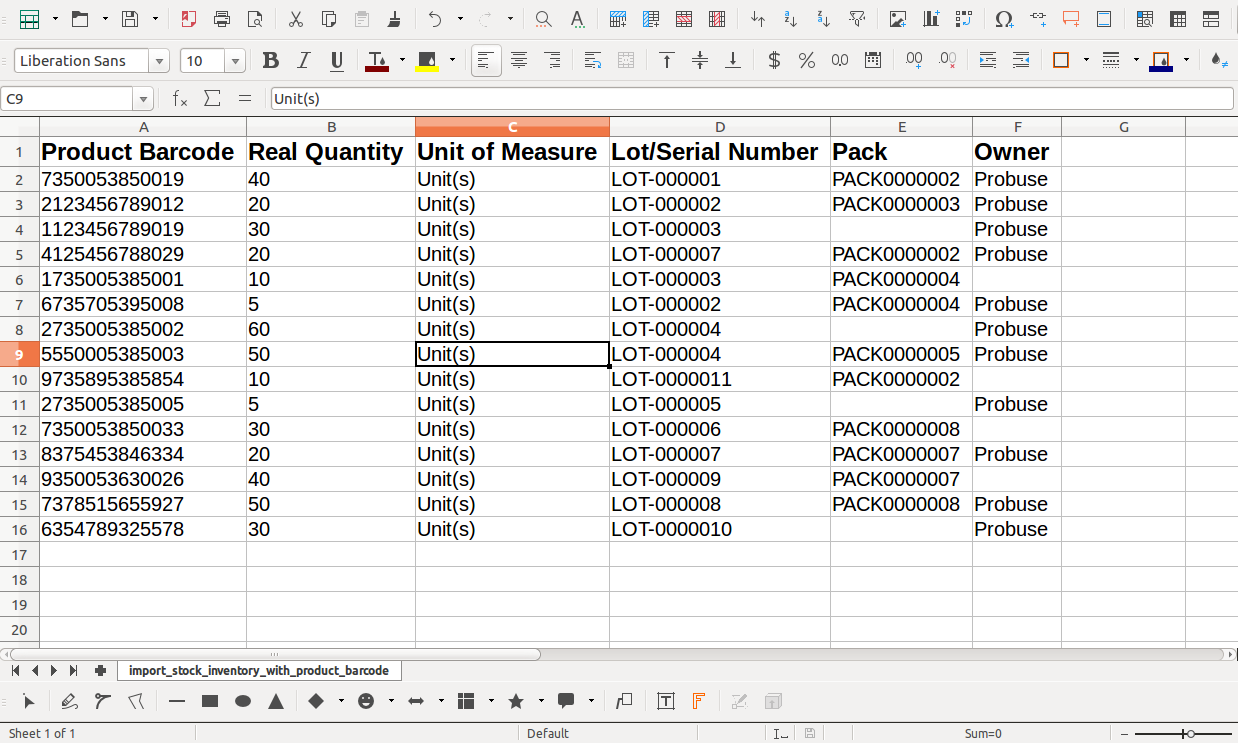 Liberation Sans 10
C9 Unit(s)
A B C D E F G
1 Product Barcode Real Quantity Unit of Measure Lot/Serial Number Pack Owner
2 7350053850019 40 Unit(s) LOT-000001 PACK0000002 Probuse
3 2123456789012 20 Unit(s) LOT-000002 PACK0000003 Probuse
4 1123456789019 30 Unit(s) LOT-000003 Probuse
5 4125456788029 20 Unit(s) LOT-000007 PACK0000002 Probuse
6 1735005385001 10 Unit(s) LOT-000003 PACK0000004
7 6735705395008 5 Unit(s) LOT-000002 PACK0000004 Probuse
8 2735005385002 60 Unit(s) LOT-000004 Probuse
9 5550005385003 50 Unit(s) LOT-000004 PACK0000005 Probuse
10 9735895385854 10 Unit(s) LOT-0000011 PACK0000002
11 2735005385005 5 Unit(s) LOT-000005 Probuse
12 7350053850033 30 Unit(s) LOT-000006 PACK0000008
13 8375453846334 20 Unit(s) LOT-000007 PACK0000007 Probuse
14 9350053630026 40 Unit(s) LOT-000009 PACK0000007
15 7378515655927 50 Unit(s) LOT-000008 PACK0000008 Probuse
16 6354789325578 30 Unit(s) LOT-0000010 Probuse
17
18
19
20
import_stock_inventory_with_product_barcode
Sheet 1 of 1 Default Sum=0